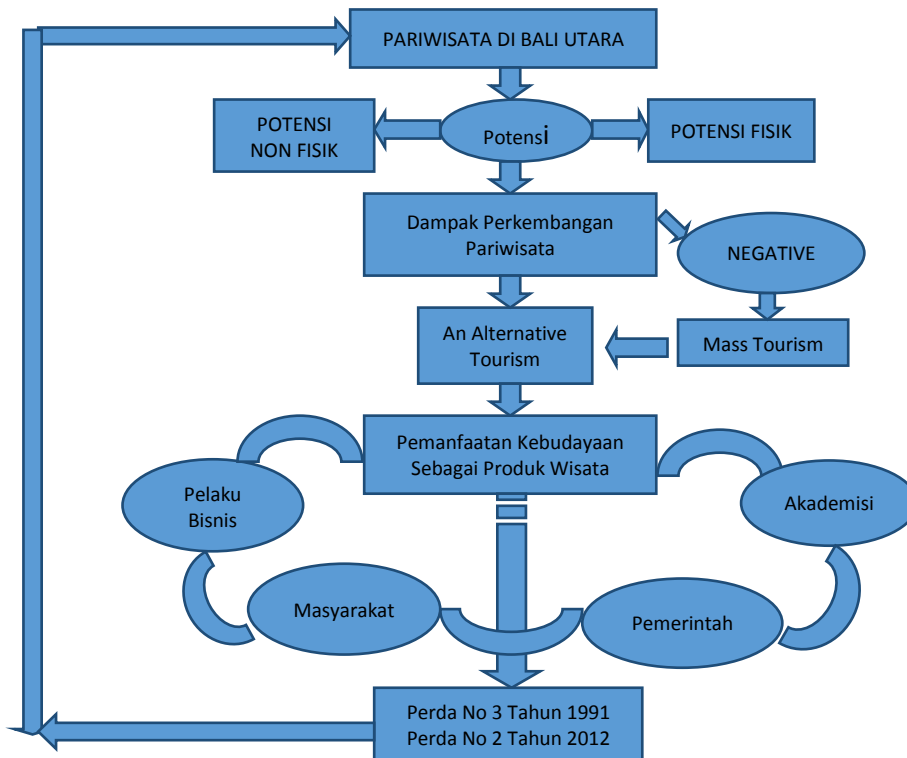 PARIWISATA DI BALI UTARA
POTENSI
NON FISIK
Potensi
POTENSI FISIK
Dampak Perkembangan
Pariwisata
NEGATIVE
An Alternative
Tourism
Mass Tourism
Pemanfaatan Kebudayaan
Sebagai Produk Wisata
Pelaku
Bisnis
Akademisi
Masyarakat
Pemerintah
Perda No 3 Tahun 1991
Perda No 2 Tahun 2012